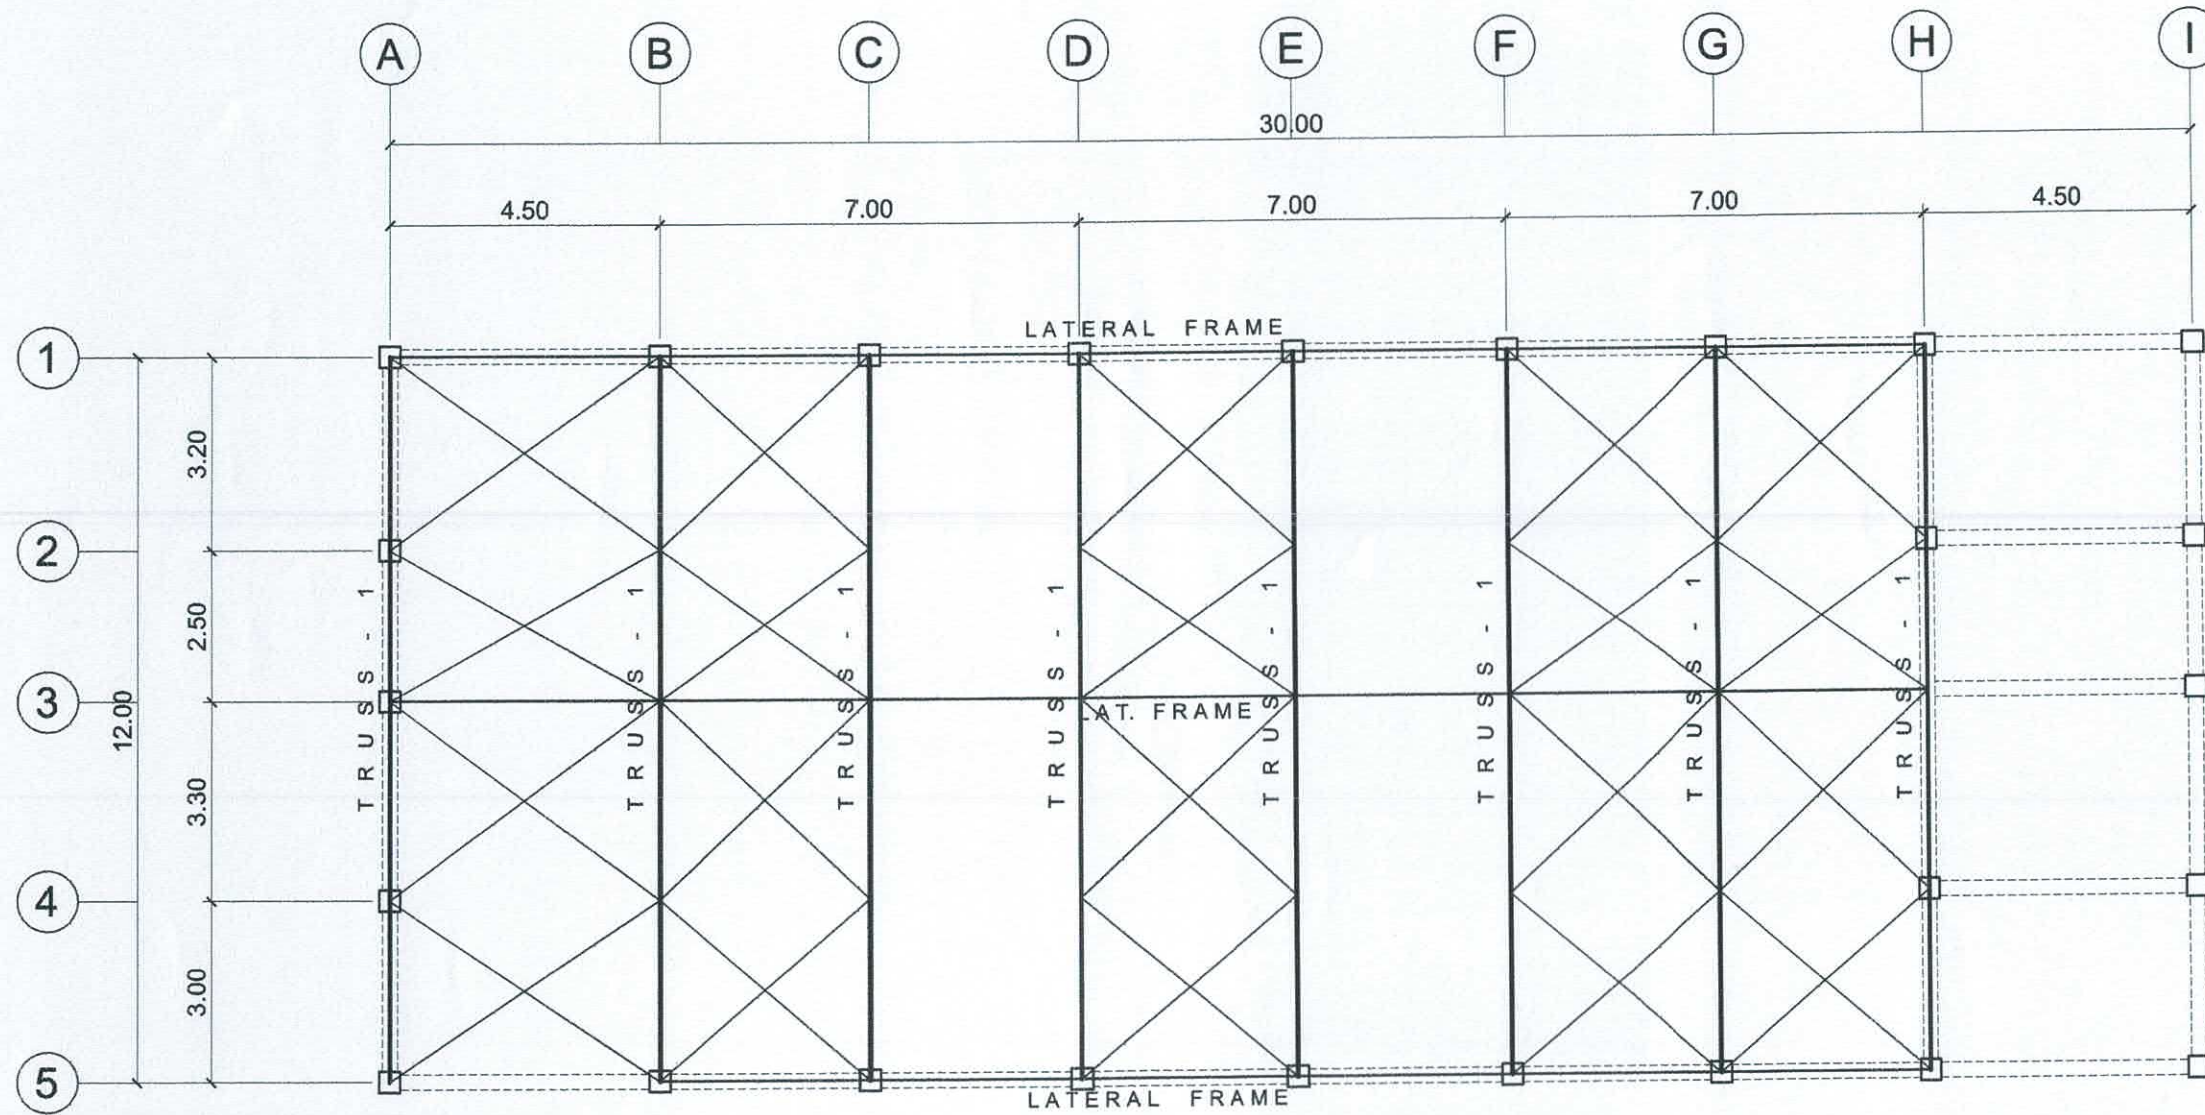 A B C D E F G H I
30.00
4.50 7.00 7.00 7.00 4.50
LATERAL FRAME
1
3.20
2
2.50
TRUSS - 1 TRUSS - 1 TRUSS - 1 TRUSS - 1 TRUSS - 1 TRUSS - 1 TRUSS - 1 TRUSS - 1
3
LAT. FRAME
12.00
3.30
4
3.00
5
LATERAL FRAME